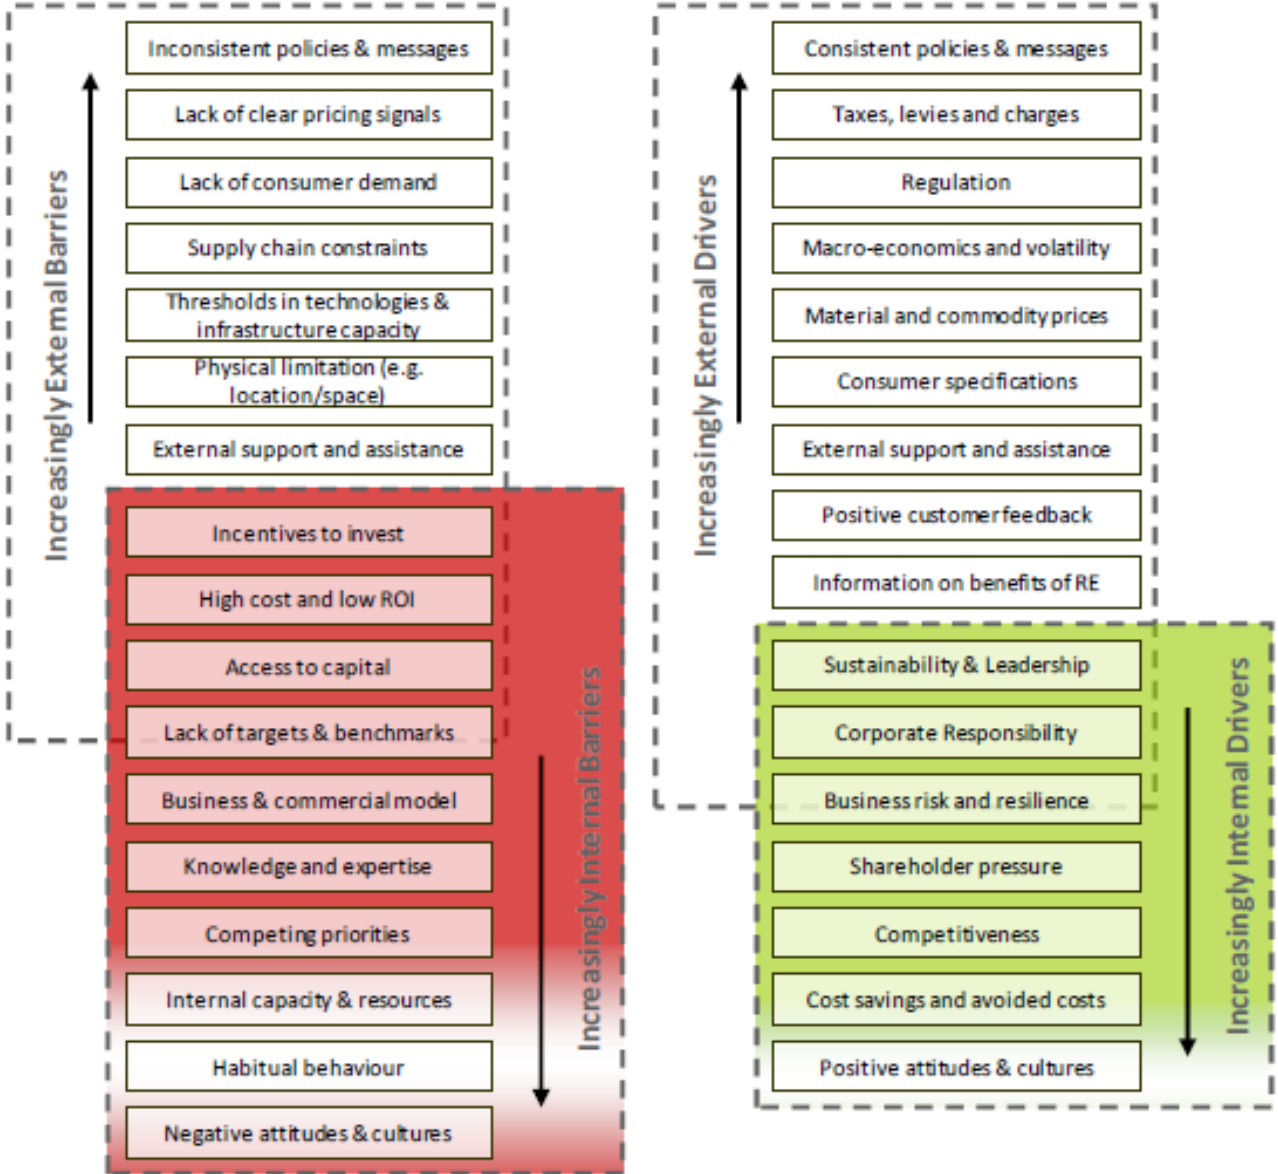 Increasingly External Barriers
Inconsistent policies & messages
Lack of clear pricing signals
Lack of consumer demand
Supply chain constraints
Thresholds in technologies &
infrastructure capacity
Physical limitation (e.g.
location/space)
External support and assistance
Incentives to invest
High cost and low ROI
Access to capital
Lack of targets & benchmarks
Business & commercial model
Knowledge and expertise
Competing priorities
Internal capacity & resources
Habitual behaviour
Negative attitudes & cultures
Increasingly Internal Barriers
Increasingly External Drivers
Consistent policies & messages
Taxes, levies and charges
Regulation
Macro-economics and volatility
Material and commodity prices
Consumer specifications
External support and assistance
Positive customer feedback
Information on benefits of RE
Sustainability & Leadership
Corporate Responsibility
Business risk and resilience
Shareholder pressure
Competitiveness
Cost savings and avoided costs
Positive attitudes & cultures
Increasingly Internal Drivers